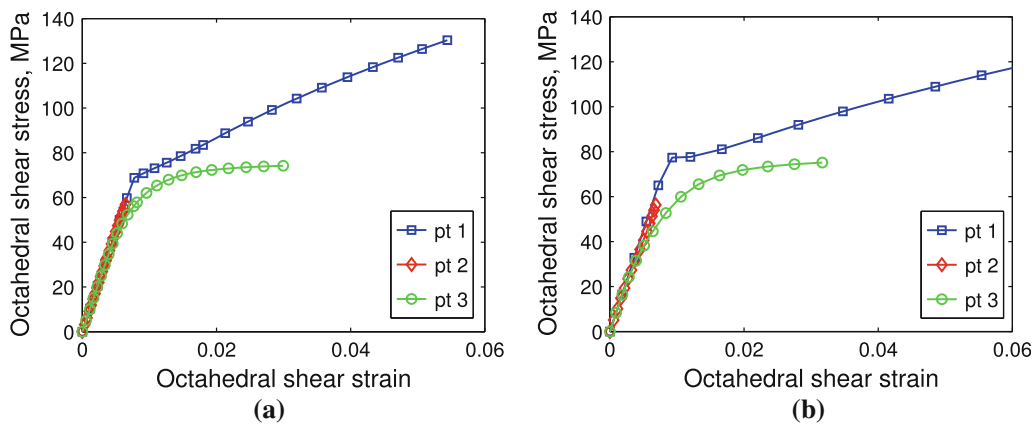 Octahedral shear stress, MPa
140
120
100
80
60
40
20
0
0 0.02 0.04 0.06
Octahedral shear strain
pt 1
pt 2
pt 3
(a)
Octahedral shear stress, MPa
140
120
100
80
60
40
20
0
0 0.02 0.04 0.06
Octahedral shear strain
pt 1
pt 2
pt 3
(b)